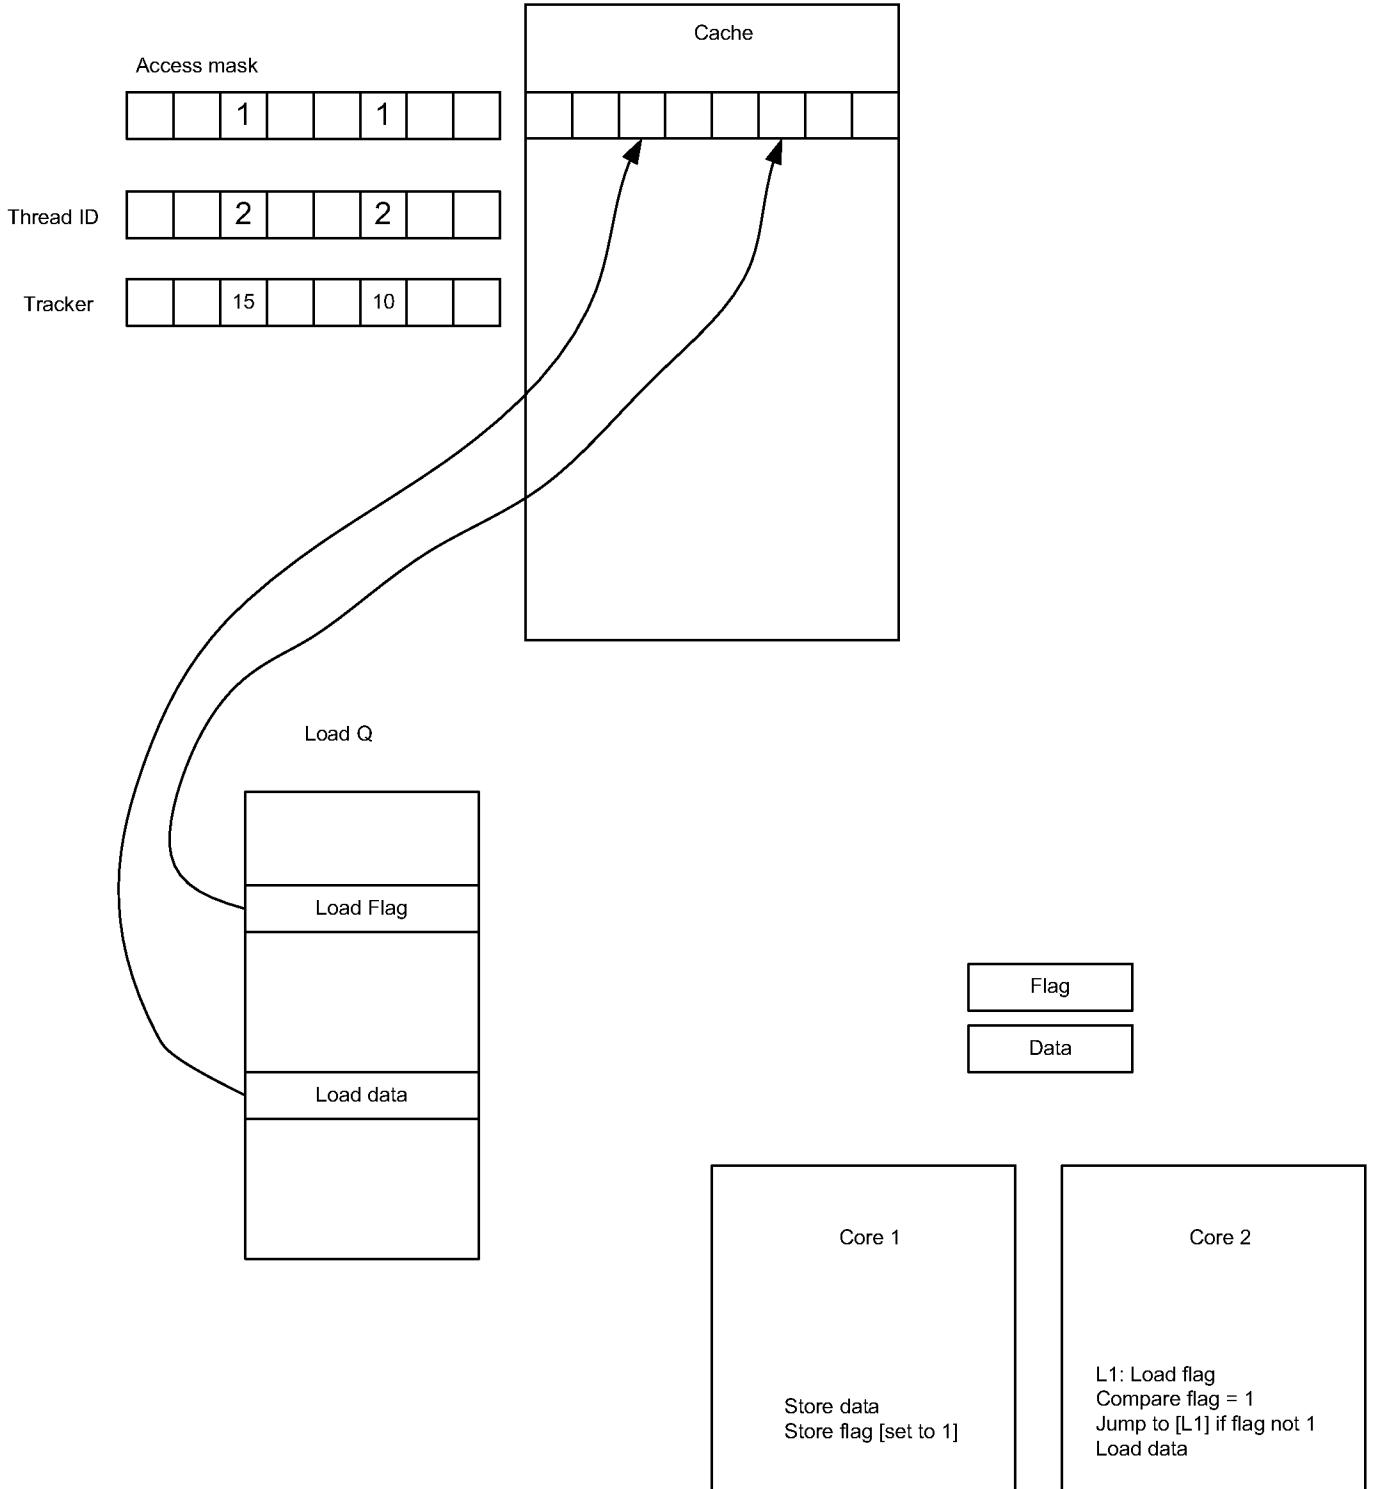 Cache
Access mask
1 1
Thread ID
2 2
Tracker
15 10
Load Q
Load Flag
Load data
Flag
Data
Core 1
Store data
Store flag [set to 1]
Core 2
L1: Load flag
Compare flag = 1
Jump to [L1] if flag not 1
Load data